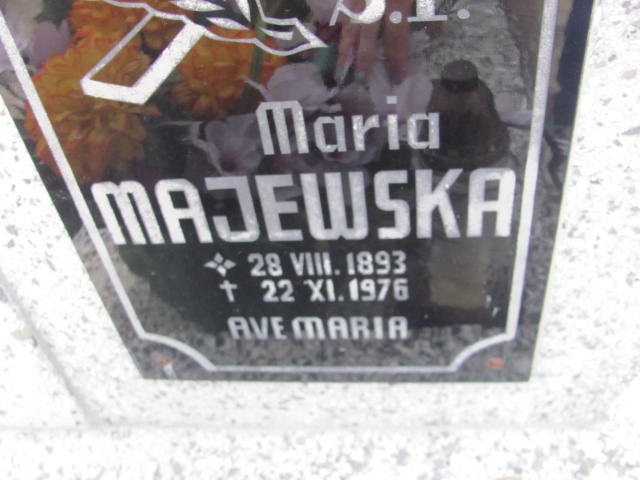 Ś.P.
Maria
MAJEWSKA
28 VIII. 1893
† 22 XI. 1976
AVE MARIA